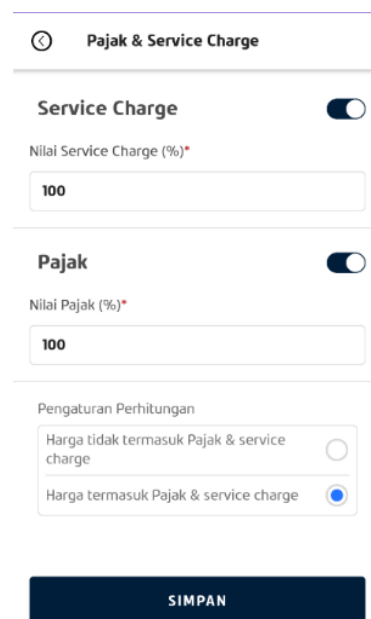 Pajak & Service Charge
Service Charge
Nilai Service Charge (%)*
100
Pajak
Nilai Pajak (%)*
100
Pengaturan Perhitungan
Harga tidak termasuk Pajak & service
charge
Harga termasuk Pajak & service charge
SIMPAN